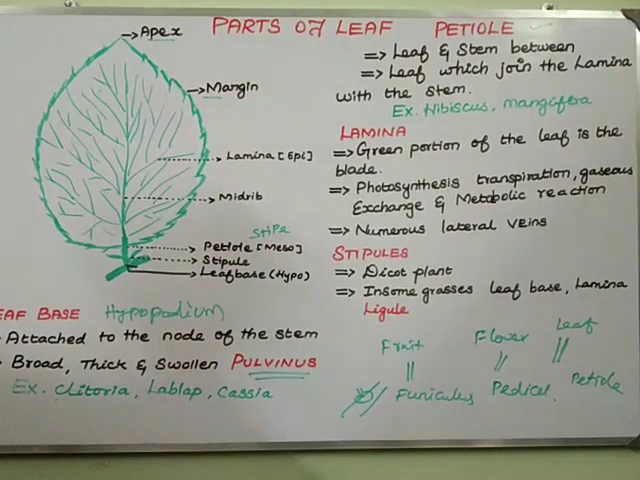 PARTS OF LEAF
Apex
Margin
Lamina [Epi]
Midrib
Stipe
Petiole [Meso]
Stipule
Leafbase (Hypo)
EAF BASE Hypopodium
Attached to the node of the stem
Broad, Thick & Swollen PULVINUS
Ex. Clitoria, Lablap, Cassia
PETIOLE
=> Leaf & Stem between
=> Leaf which join the Lamina
with the stem.
Ex. Hibiscus, mangifera
LAMINA
=> Green portion of the leaf is the
blade.
=> Photosynthesis transpiration, gaseous
Exchange & Metabolic reaction
=> Numerous lateral veins
STIPULES
=> Dicot plant
=> Insome grasses leaf base, Lamina
Ligule
Fruit Flower Leaf
Funiculus Pedicel Petiole